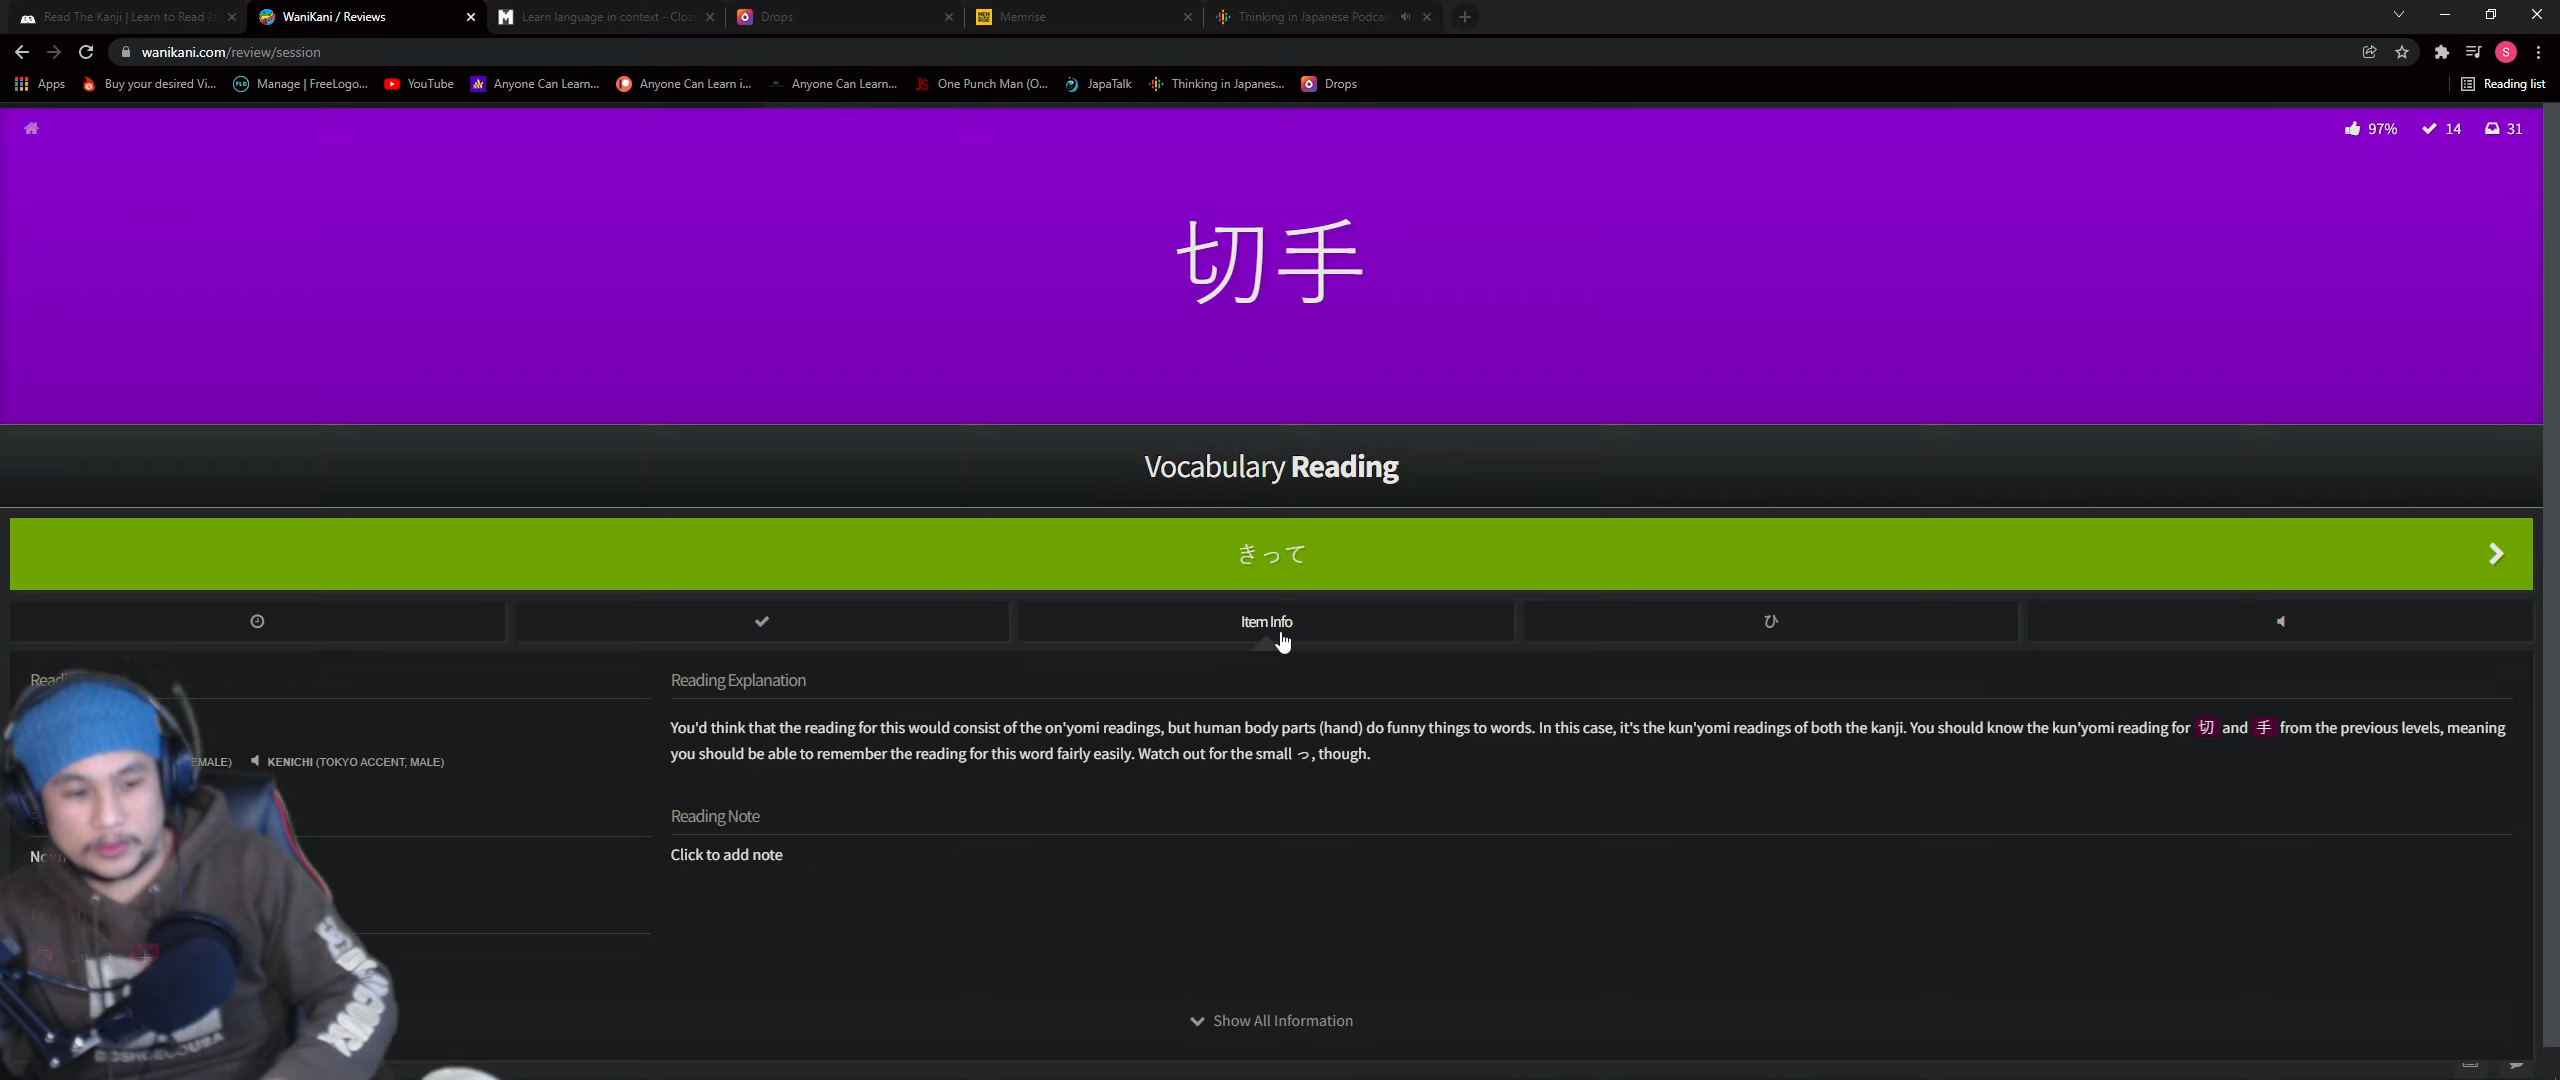 Read The Kanji | Learn to Read Ja
WaniKani / Reviews
Learn language in context - Cloz
Drops
Memrise
Thinking in Japanese Podcas
wanikani.com/review/session
Apps
Buy your desired Vi...
Manage | FreeLogo...
YouTube
Anyone Can Learn...
Anyone Can Learn i...
Anyone Can Learn...
One Punch Man (O...
JapaTalk
Thinking in Japanes...
Drops
Reading list
97% 14 31
切手
Vocabulary Reading
きって
Item Info
ひ
Reading Explanation
You'd think that the reading for this would consist of the on'yomi readings, but human body parts (hand) do funny things to words. In this case, it's the kun'yomi readings of both the kanji. You should know the kun'yomi reading for 切 and 手 from the previous levels, meaning
you should be able to remember the reading for this word fairly easily. Watch out for the small っ, though.
EMALE) KENICHI (TOKYO ACCENT, MALE)
Reading Note
Click to add note
Show All Information